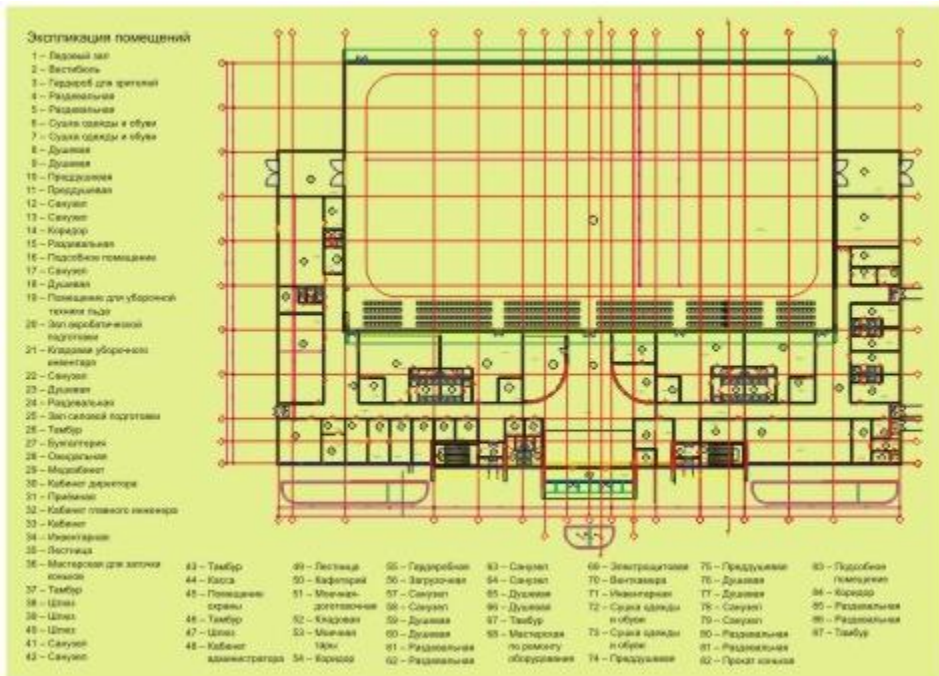 Экспликация помещений
1 – Ледовый зал
2 – Вестибюль
3 – Гардероб для зрителей
4 – Раздевальная
5 – Раздевальная
6 – Сушка одежды и обуви
7 – Сушка одежды и обуви
8 – Душевая
9 – Душевая
10 – Преддушевая
11 – Преддушевая
12 – Санузел
13 – Санузел
14 – Коридор
15 – Раздевальная
16 – Подсобное помещение
17 – Санузел
18 – Душевая
19 – Помещение для уборочной
техники льда
20 – Зал акробатической
подготовки
21 – Кладовая уборочного
инвентаря
22 – Санузел
23 – Душевая
24 – Раздевальная
25 – Зал силовой подготовки
26 – Тамбур
27 – Бухгалтерия
28 – Ожидальная
29 – Медкабинет
30 – Кабинет директора
31 – Приёмная
32 – Кабинет главного инженера
33 – Кабинет
34 – Инвентарная
35 – Лестница
36 – Мастерская для заточки
коньков
37 – Тамбур
38 – Шлюз
39 – Шлюз
40 – Шлюз
41 – Санузел
42 – Санузел
43 – Тамбур
44 – Касса
45 – Помещение
охраны
46 – Тамбур
47 – Шлюз
48 – Кабинет
администратора
49 – Лестница
50 – Кафетерий
51 – Моечная-
доготовочная
52 – Кладовая
53 – Моечная
тары
54 – Коридор
55 – Гардеробная
56 – Загрузочная
57 – Санузел
58 – Санузел
59 – Душевая
60 – Душевая
61 – Раздевальная
62 – Раздевальная
63 – Санузел
64 – Санузел
65 – Душевая
66 – Душевая
67 – Тамбур
68 – Мастерская
по ремонту
оборудования
69 – Электрощитовая
70 – Венткамера
71 – Инвентарная
72 – Сушка одежды
и обуви
73 – Сушка одежды
и обуви
74 – Преддушевая
75 – Преддушевая
76 – Душевая
77 – Душевая
78 – Санузел
79 – Санузел
80 – Раздевальная
81 – Раздевальная
82 – Прокат коньков
83 – Подсобное
помещение
84 – Коридор
85 – Раздевальная
86 – Раздевальная
87 – Тамбур